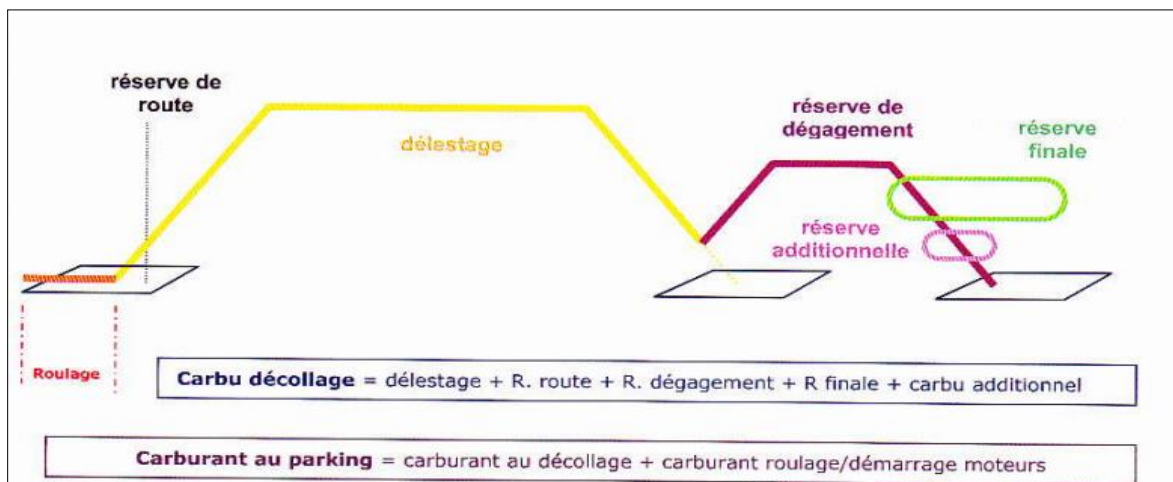 réserve de
route
délestage
réserve de
dégagement
réserve
finale
réserve
additionnelle
Roulage
Carbu décollage = délestage + R. route + R. dégagement + R finale + carbu additionnel
Carburant au parking = carburant au décollage + carburant roulage/démarrage moteurs